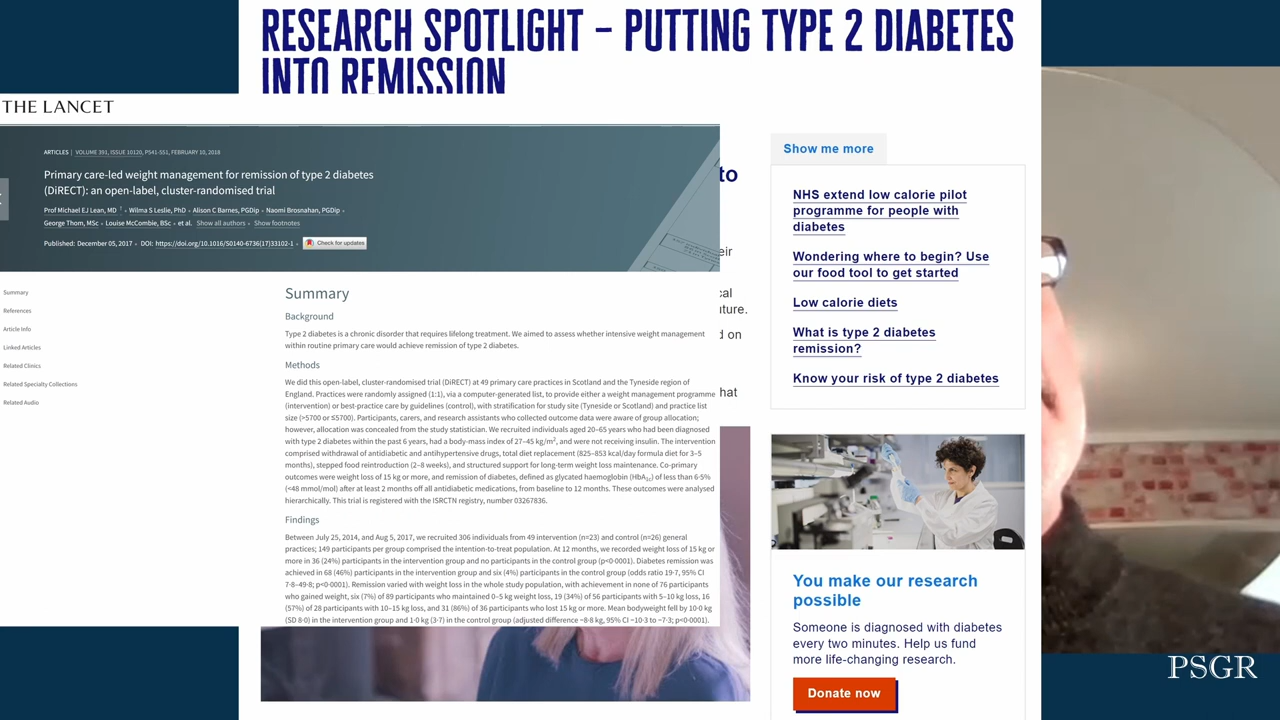 RESEARCH SPOTLIGHT – PUTTING TYPE 2 DIABETES
INTO REMISSION
THE LANCET
ARTICLES | VOLUME 391, ISSUE 10120, P541-551, FEBRUARY 10, 2018
Primary care-led weight management for remission of type 2 diabetes
(DiRECT): an open-label, cluster-randomised trial
Prof Michael EJ Lean, MD • Wilma S Leslie, PhD • Alison C Barnes, PGDip • Naomi Brosnahan, PGDip •
George Thom, MSc • Louise McCombie, BSc • et al. Show all authors • Show footnotes
Published: December 05, 2017 • DOI: https://doi.org/10.1016/S0140-6736(17)33102-1 • Check for updates
Summary
References
Article Info
Linked Articles
Related Clinics
Related Specialty Collections
Related Audio
Summary
Background
Type 2 diabetes is a chronic disorder that requires lifelong treatment. We aimed to assess whether intensive weight management
within routine primary care would achieve remission of type 2 diabetes.
Methods
We did this open-label, cluster-randomised trial (DiRECT) at 49 primary care practices in Scotland and the Tyneside region of
England. Practices were randomly assigned (1:1), via a computer-generated list, to provide either a weight management programme
(intervention) or best-practice care by guidelines (control), with stratification for study site (Tyneside or Scotland) and practice list
size (>5700 or ≤5700). Participants, carers, and research assistants who collected outcome data were aware of group allocation;
however, allocation was concealed from the study statistician. We recruited individuals aged 20–65 years who had been diagnosed
with type 2 diabetes within the past 6 years, had a body-mass index of 27–45 kg/m², and were not receiving insulin. The intervention
comprised withdrawal of antidiabetic and antihypertensive drugs, total diet replacement (825–853 kcal/day formula diet for 3–5
months), stepped food reintroduction (2–8 weeks), and structured support for long-term weight loss maintenance. Co-primary
outcomes were weight loss of 15 kg or more, and remission of diabetes, defined as glycated haemoglobin (HbA1c) of less than 6·5%
(<48 mmol/mol) after at least 2 months off all antidiabetic medications, from baseline to 12 months. These outcomes were analysed
hierarchically. This trial is registered with the ISRCTN registry, number 03267836.
Findings
Between July 25, 2014, and Aug 5, 2017, we recruited 306 individuals from 49 intervention (n=23) and control (n=26) general
practices; 149 participants per group comprised the intention-to-treat population. At 12 months, we recorded weight loss of 15 kg or
more in 36 (24%) participants in the intervention group and no participants in the control group (p<0·0001). Diabetes remission was
achieved in 68 (46%) participants in the intervention group and six (4%) participants in the control group (odds ratio 19·7, 95% CI
7·8–49·8; p<0·0001). Remission varied with weight loss in the whole study population, with achievement in none of 76 participants
who gained weight, six (7%) of 89 participants who maintained 0–5 kg weight loss, 19 (34%) of 56 participants with 5–10 kg loss, 16
(57%) of 28 participants with 10–15 kg loss, and 31 (86%) of 36 participants who lost 15 kg or more. Mean bodyweight fell by 10·0 kg
(SD 8·0) in the intervention group and 1·0 kg (3·7) in the control group (adjusted difference −8·8 kg, 95% CI −10·3 to −7·3; p<0·0001).
to
on
Show me more
NHS extend low calorie pilot
programme for people with
diabetes
Wondering where to begin? Use
our food tool to get started
Low calorie diets
What is type 2 diabetes
remission?
Know your risk of type 2 diabetes
You make our research
possible
Someone is diagnosed with diabetes
every two minutes. Help us fund
more life-changing research.
Donate now
PSGR